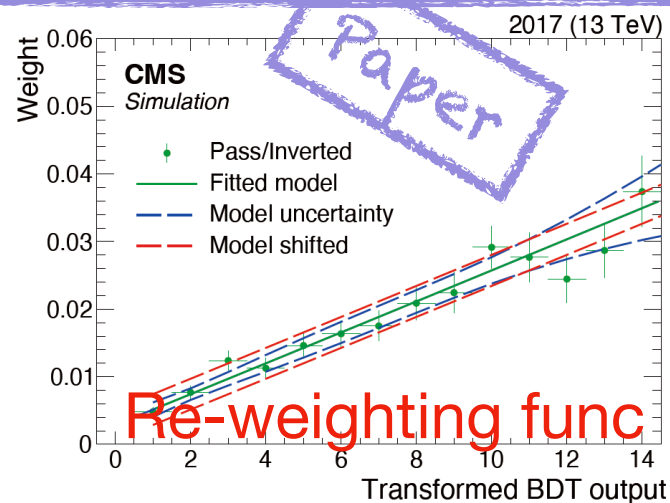 2017 (13 TeV)
Paper
Weight
0.06
0.05
0.04
0.03
0.02
0.01
0
CMS
Simulation
Pass/Inverted
Fitted model
Model uncertainty
Model shifted
Re-weighting func
0 2 4 6 8 10 12 14
Transformed BDT output